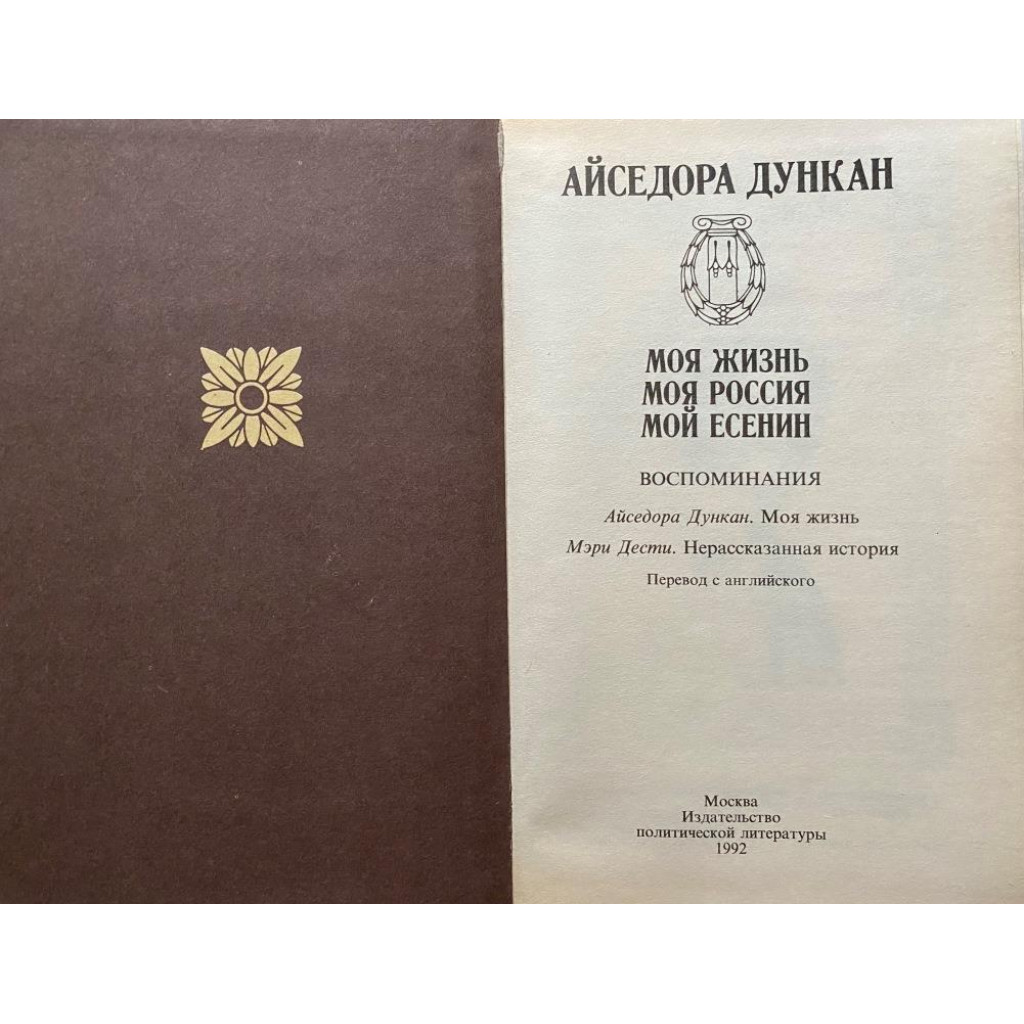 АЙСЕДОРА ДУНКАН
МОЯ ЖИЗНЬ
МОЯ РОССИЯ
МОЙ ЕСЕНИН
ВОСПОМИНАНИЯ
Айседора Дункан. Моя жизнь
Мэри Дести. Нерассказанная история
Перевод с английского
Москва
Издательство
политической литературы
1992